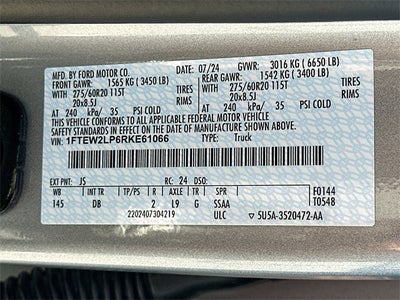 MFD. BY FORD MOTOR CO. 07/24 GVWR: 3016 KG ( 6650 LB)
FRONT GAWR: 1565 KG ( 3450 LB) REAR GAWR: 1542 KG ( 3400 LB)
WITH 275/60R20 115T TIRES WITH 275/60R20 115T TIRES
20x8.5J RIMS 20x8.5J RIMS
AT 240 kPa/ 35 PSI COLD AT 240 kPa/ 35 PSI COLD
THIS VEHICLE CONFORMS TO ALL APPLICABLE FEDERAL MOTOR VEHICLE SAFETY
STANDARDS IN EFFECT ON THE DATE OF MANUFACTURE SHOWN ABOVE.
VIN: 1FTEW2LP6RKE61066 TYPE: Truck
EXT PNT: JS RC: 24 DSO:
WB INT TR TP/PS R AXLE TR SPR F0144
145 DB 2 L9 G SSAA T0548
2202407304219 ULC 5U5A-3520472-AA